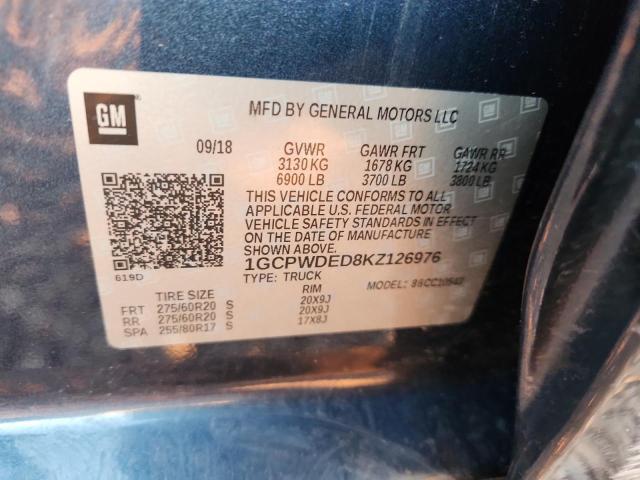 GM
MFD BY GENERAL MOTORS LLC
09/18 GVWR GAWR FRT GAWR RR
3130 KG 1678 KG 1724 KG
6900 LB 3700 LB 3800 LB
THIS VEHICLE CONFORMS TO ALL
APPLICABLE U.S. FEDERAL MOTOR
VEHICLE SAFETY STANDARDS IN EFFECT
ON THE DATE OF MANUFACTURE
SHOWN ABOVE.
619D
1GCPWDED8KZ126976
TYPE: TRUCK MODEL:
TIRE SIZE RIM
FRT 275/60R20 S 20X9J
RR 275/60R20 S 20X9J
SPA 255/80R17 S 17X8J